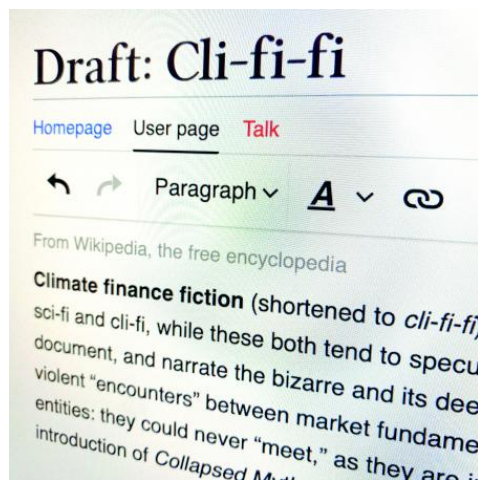 Draft: Cli-fi-fi
Homepage User page Talk
Paragraph A
From Wikipedia, the free encyclopedia
Climate finance fiction (shortened to cli-fi-fi)
sci-fi and cli-fi, while these both tend to specu
document, and narrate the bizarre and its dee
violent “encounters” between market fundame
entities: they could never “meet,” as they are
introduction of Collapsed